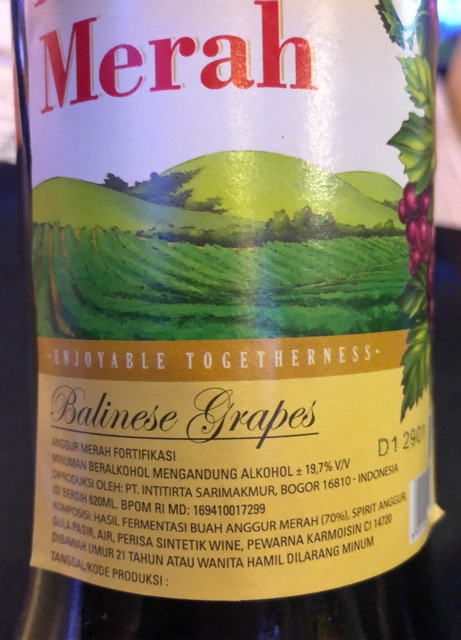 Merah
·ENJOYABLE TOGETHERNESS·
Balinese Grapes
ANGGUR MERAH FORTIFIKASI
MINUMAN BERALKOHOL MENGANDUNG ALKOHOL ± 19,7% V/V
DIPRODUKSI OLEH: PT. INTITIRTA SARIMAKMUR, BOGOR 16810 - INDONESIA
ISI BERSIH 620ML. BPOM RI MD: 169410017299
KOMPOSISI: HASIL FERMENTASI BUAH ANGGUR MERAH (70%), SPIRIT ANGGUR,
GULA PASIR, AIR, PERISA SINTETIK WINE, PEWARNA KARMOISIN CI 14720
DIBAWAH UMUR 21 TAHUN ATAU WANITA HAMIL DILARANG MINUM
TANGGAL/KODE PRODUKSI :
D1 2901